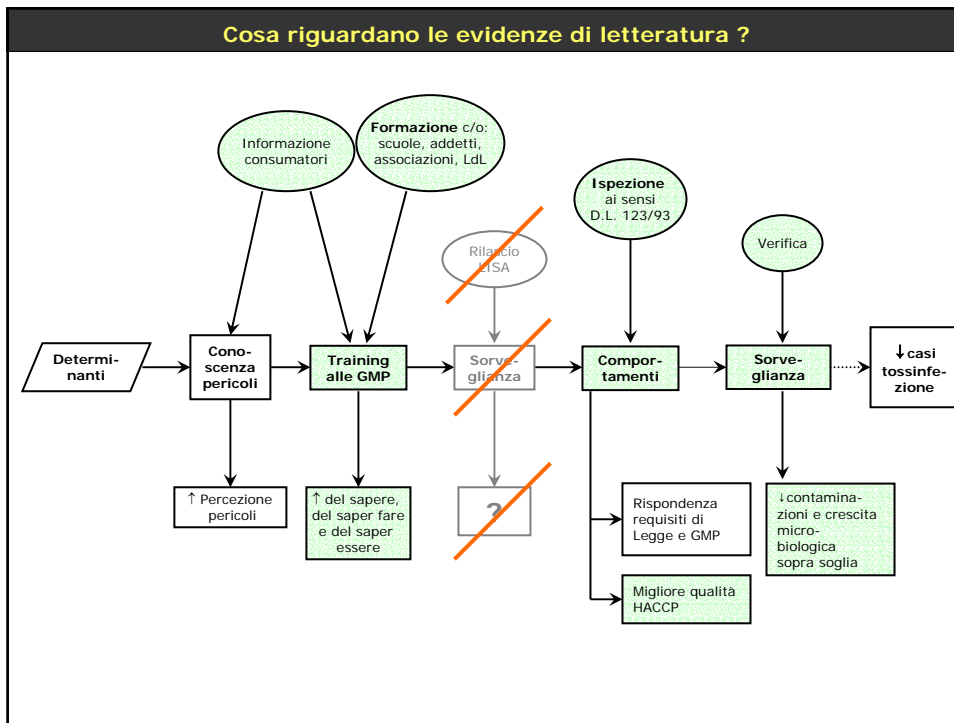 Cosa riguardano le evidenze di letteratura ?
Informazione
consumatori
Formazione c/o:
scuole, addetti,
associazioni, LdL
Ispezione
ai sensi
D.L. 123/93
Rilascio
LISA
Verifica
Determi-
nanti
Cono-
scenza
pericoli
Training
alle GMP
Sorve-
glianza
Compor-
tamenti
Sorve-
glianza
↓ casi
tossinfe-
zione
↑ Percezione
pericoli
↑ del sapere,
del saper fare
e del saper
essere
?
Rispondenza
requisiti di
Legge e GMP
↓contamina-
zioni e crescita
micro-
biologica
sopra soglia
Migliore qualità
HACCP